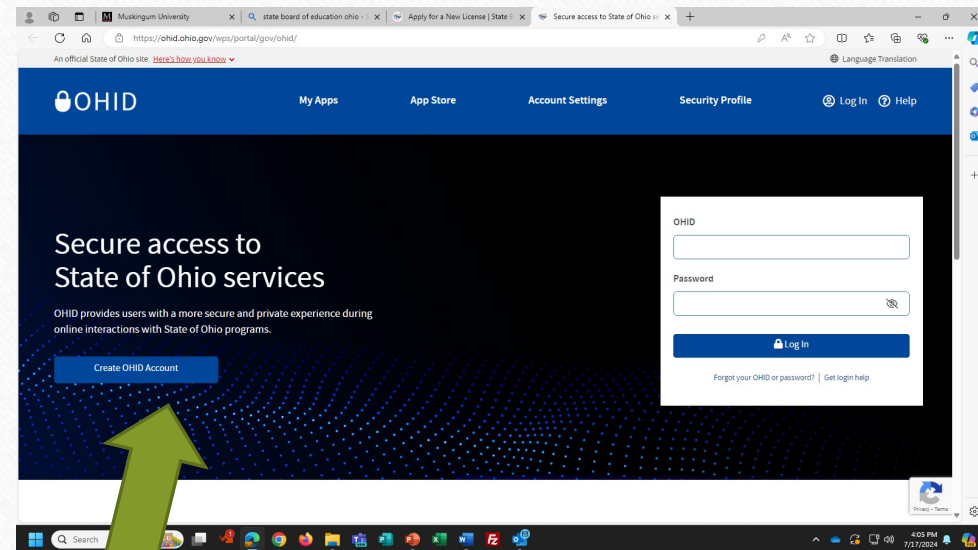 Muskingum University
state board of education ohio - S
Apply for a New License | State B
Secure access to State of Ohio se
https://ohid.ohio.gov/wps/portal/gov/ohid/
An official State of Ohio site. Here's how you know
Language Translation
OHID
My Apps
App Store
Account Settings
Security Profile
Log In
Help
Secure access to
State of Ohio services
OHID provides users with a more secure and private experience during
online interactions with State of Ohio programs.
Create OHID Account
OHID
Password
Log In
Forgot your OHID or password? | Get login help
Privacy - Terms
Search
4:05 PM
7/17/2024